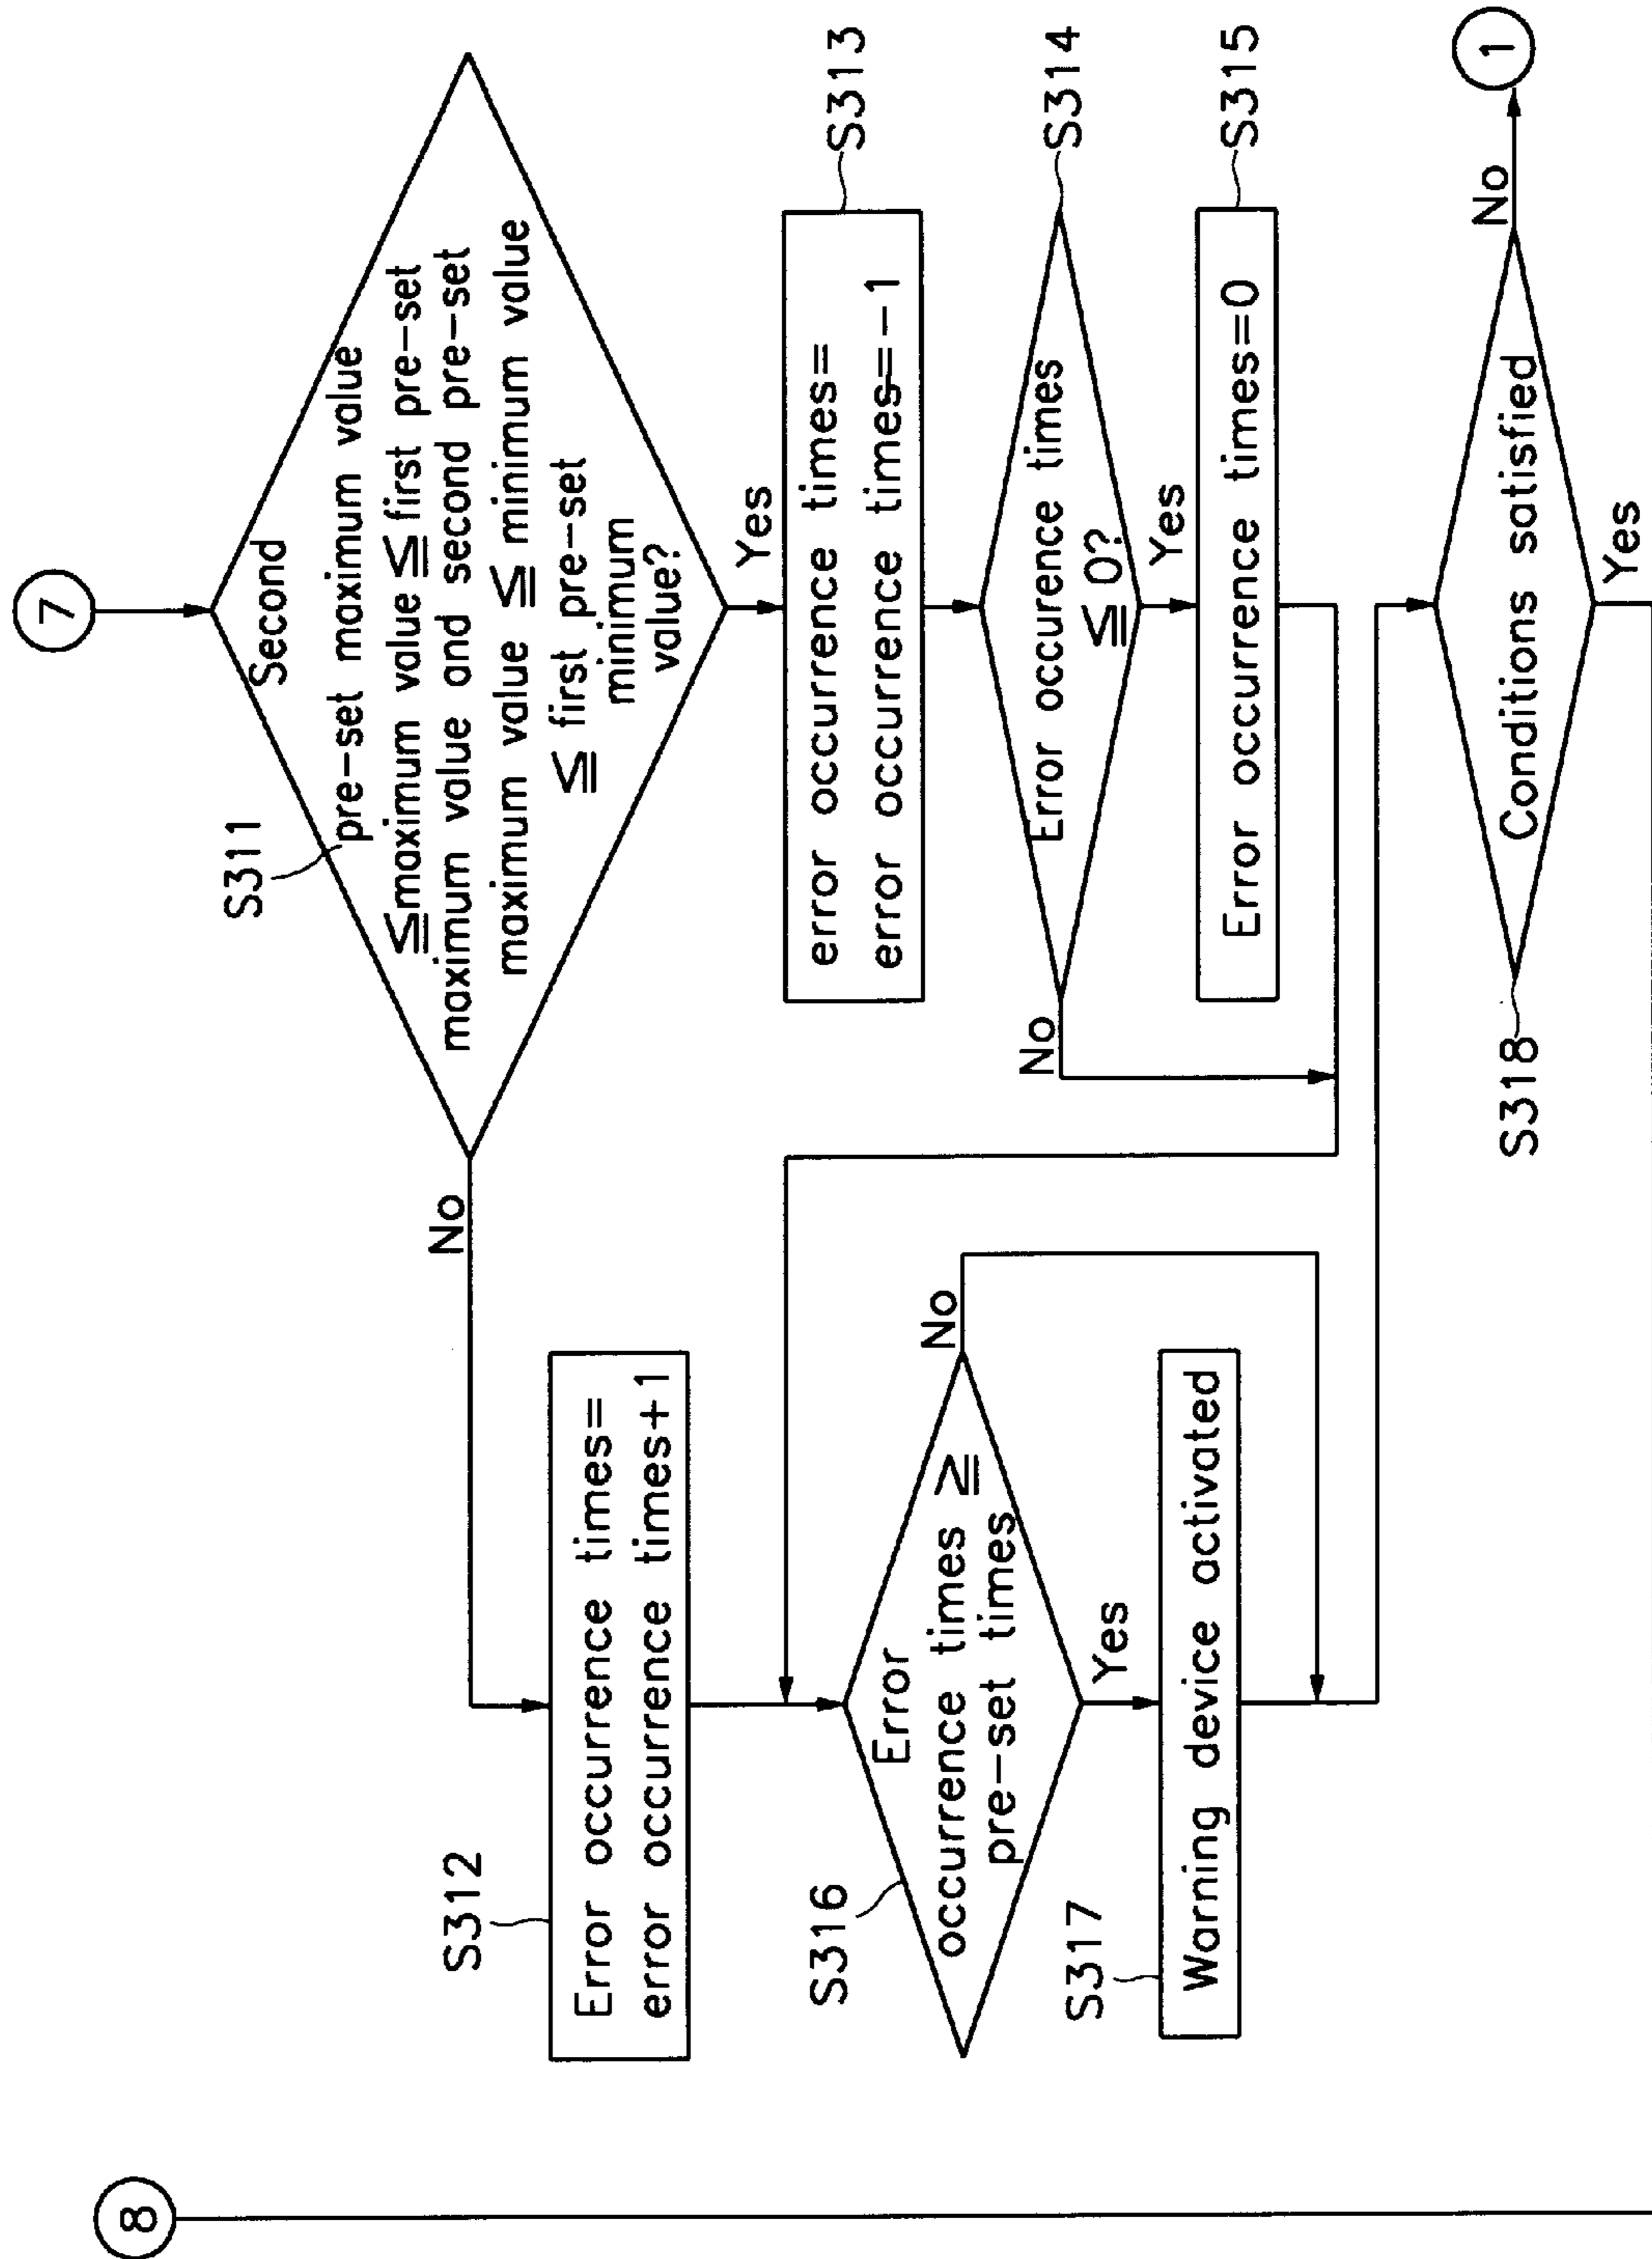 7
Second
pre-set maximum value
≦maximum value≦first pre-set
maximum value and second pre-set
maximum value ≦ minimum value
≦ first pre-set
minimum
value?
S311
No
Yes
error occurrence times=
error occurrence times=-1
S313
Error occurence times
≦ 0?
S314
No
Yes
Error occurrence times=0
S315
S312
Error occurrence times=
error occurrence times+1
S316
Error
occurrence times ≧
pre-set times
No
Yes
S317
Warning device activated
S318
Conditions satisfied
No
1
Yes
8